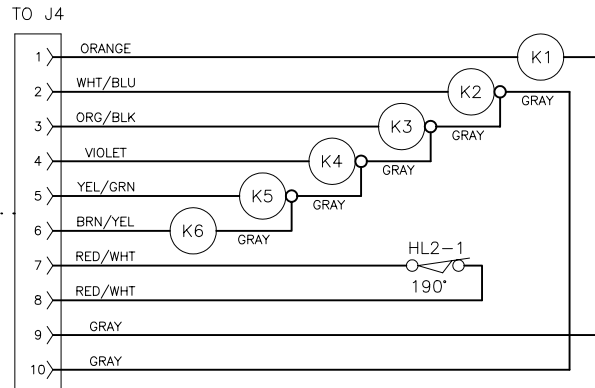 TO J4
1 ORANGE K1
2 WHT/BLU K2 GRAY
3 ORG/BLK K3 GRAY
4 VIOLET K4 GRAY
5 YEL/GRN K5 GRAY
6 BRN/YEL K6 GRAY
7 RED/WHT HL2-1
190°
8 RED/WHT
9 GRAY
10 GRAY